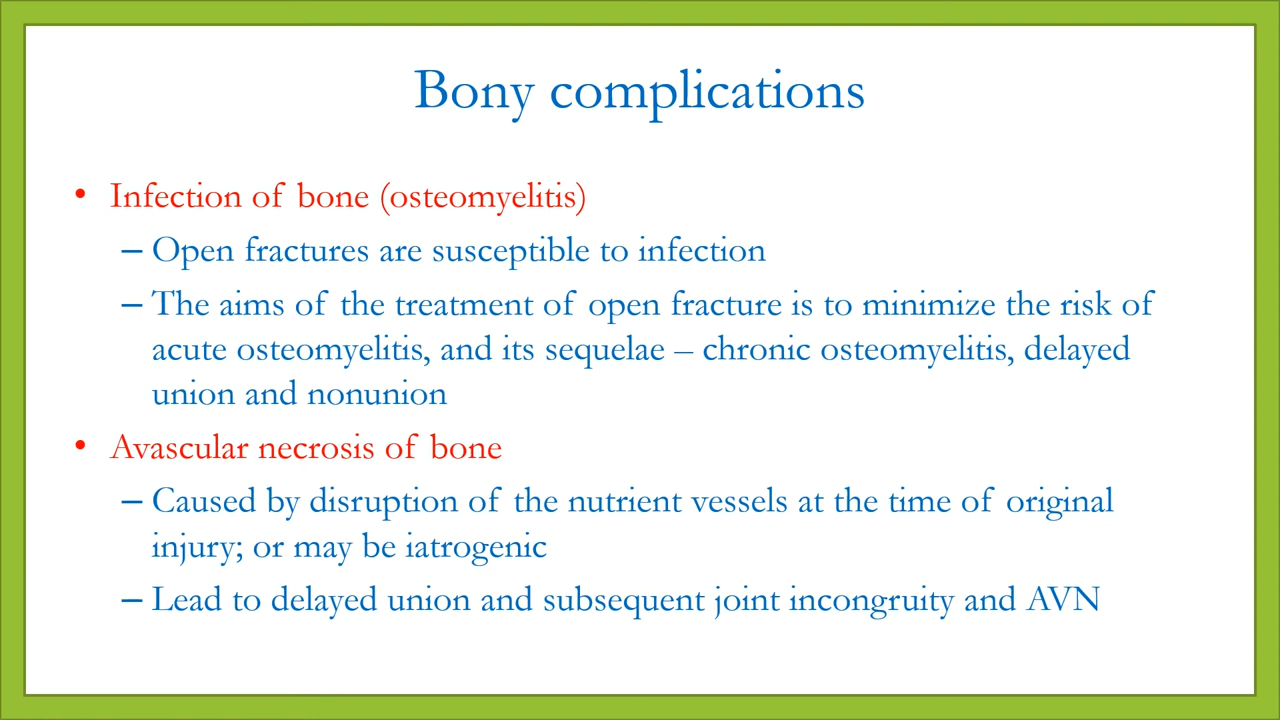 Bony complications
• Infection of bone (osteomyelitis)
– Open fractures are susceptible to infection
– The aims of the treatment of open fracture is to minimize the risk of
acute osteomyelitis, and its sequelae – chronic osteomyelitis, delayed
union and nonunion
• Avascular necrosis of bone
– Caused by disruption of the nutrient vessels at the time of original
injury; or may be iatrogenic
– Lead to delayed union and subsequent joint incongruity and AVN